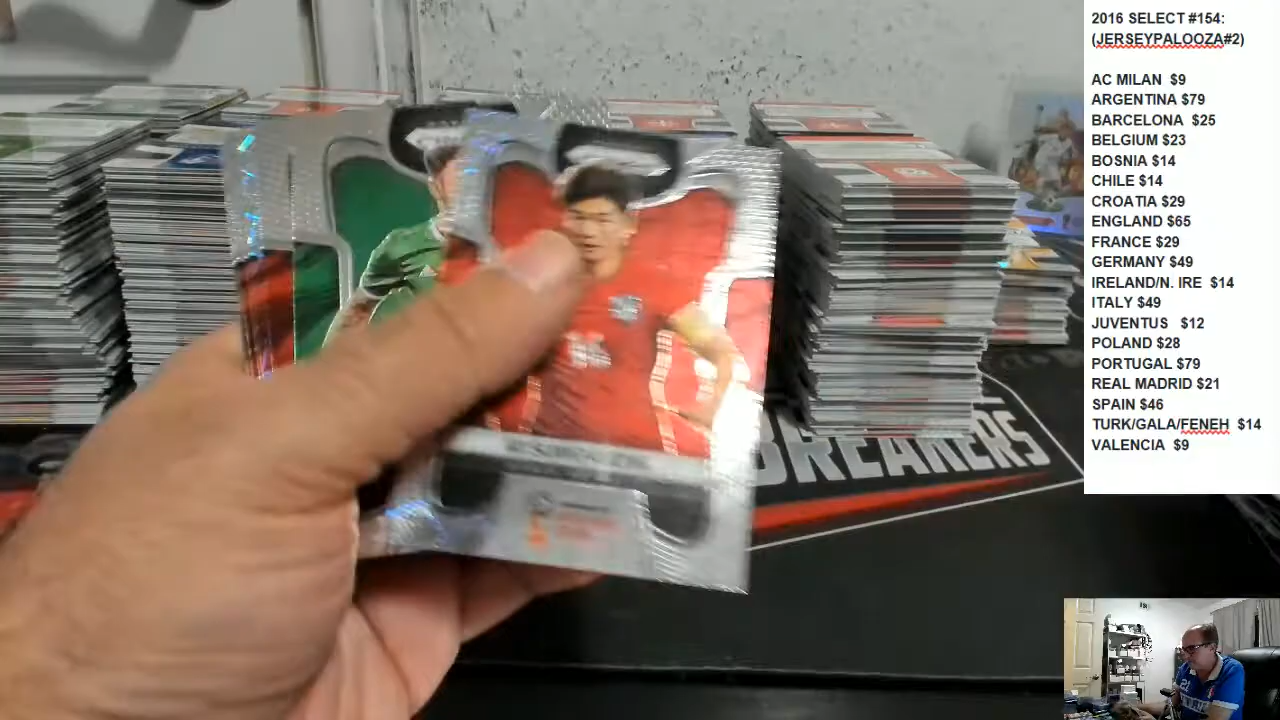 2016 SELECT #154:
(JERSEYPALOOZA#2)
AC MILAN $9
ARGENTINA $79
BARCELONA $25
BELGIUM $23
BOSNIA $14
CHILE $14
CROATIA $29
ENGLAND $65
FRANCE $29
GERMANY $49
IRELAND/N. IRE $14
ITALY $49
JUVENTUS $12
POLAND $28
PORTUGAL $79
REAL MADRID $21
SPAIN $46
TURK/GALA/FENEH $14
VALENCIA $9
BREAKERS